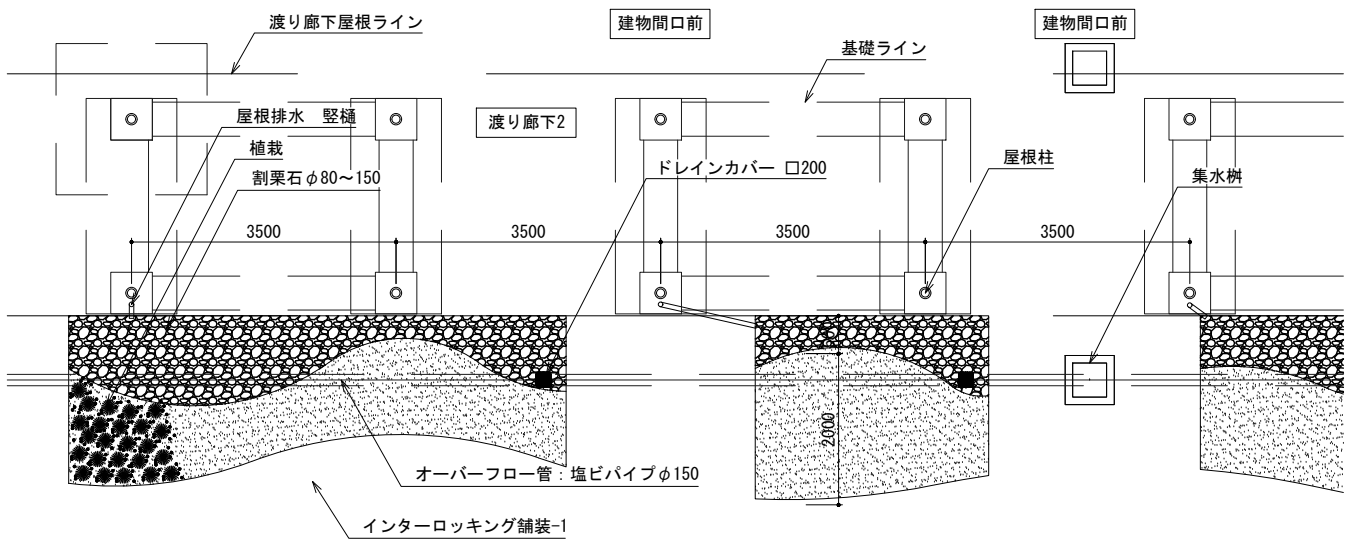 渡り廊下屋根ライン
建物間口前
建物間口前
基礎ライン
屋根排水　竪樋
渡り廊下2
植栽
ドレインカバー □200
屋根柱
割栗石φ80～150
集水桝
3500
3500
3500
3500
2000
オーバーフロー管：塩ビパイプφ150
インターロッキング舗装-1